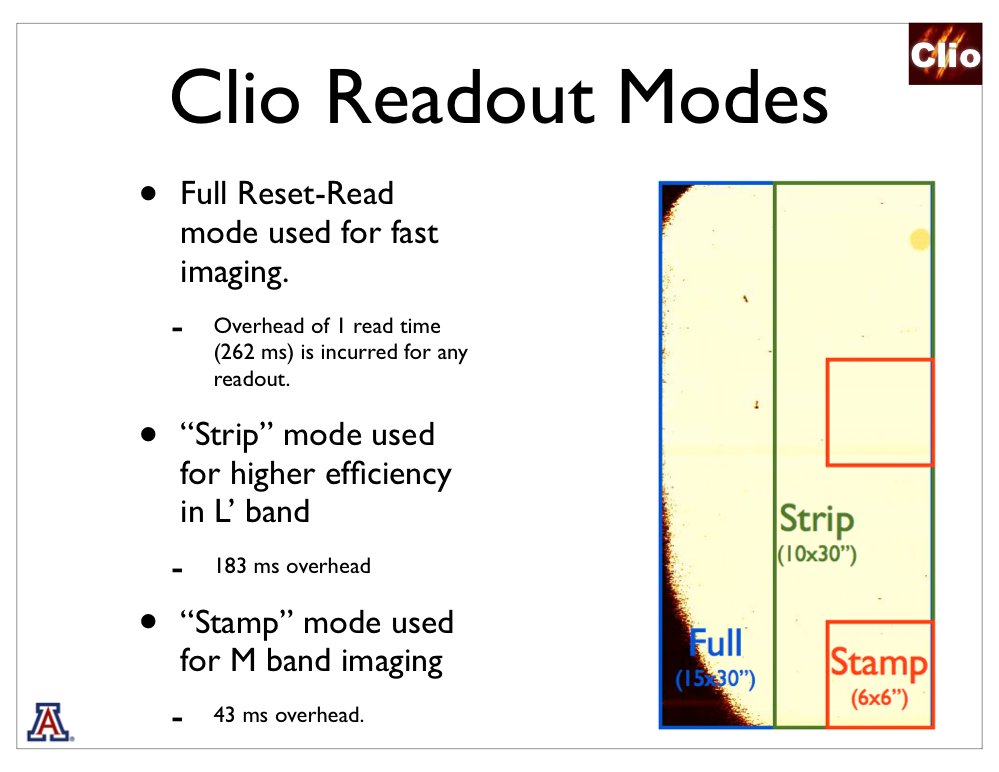 Clio
Clio Readout Modes
• Full Reset-Read
mode used for fast
imaging.
- Overhead of 1 read time
(262 ms) is incurred for any
readout.
• “Strip” mode used
for higher efficiency
in L’ band
- 183 ms overhead
• “Stamp” mode used
for M band imaging
- 43 ms overhead.
Strip
(10x30”)
Full
(15x30”)
Stamp
(6x6”)
A